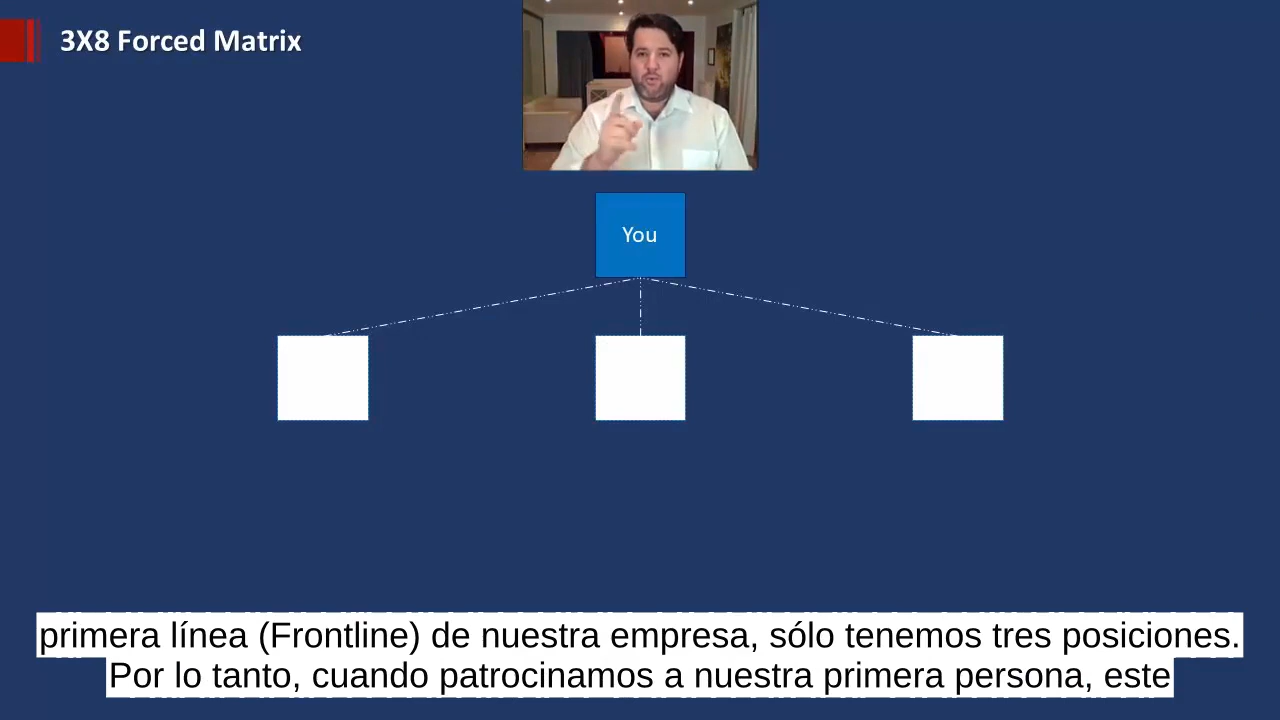 3X8 Forced Matrix
You
primera línea (Frontline) de nuestra empresa, sólo tenemos tres posiciones.
Por lo tanto, cuando patrocinamos a nuestra primera persona, este